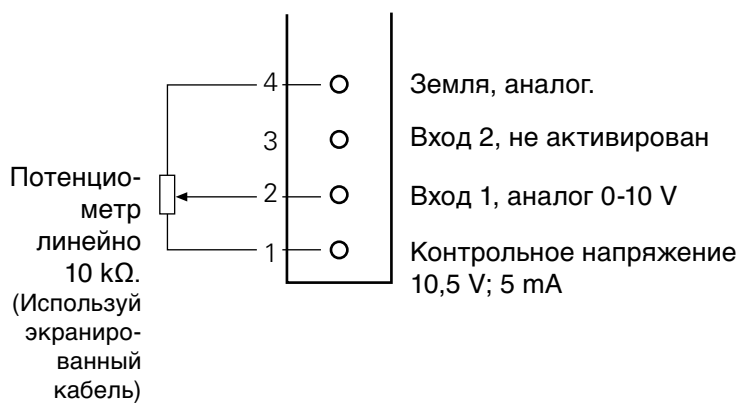 4 Земля, аналог.
3 Вход 2, не активирован
2 Вход 1, аналог 0-10 V
1 Контрольное напряжение
10,5 V; 5 mA
Потенцио-
метр
линейно
10 kΩ.
(Используй
экраниро-
ванный
кабель)